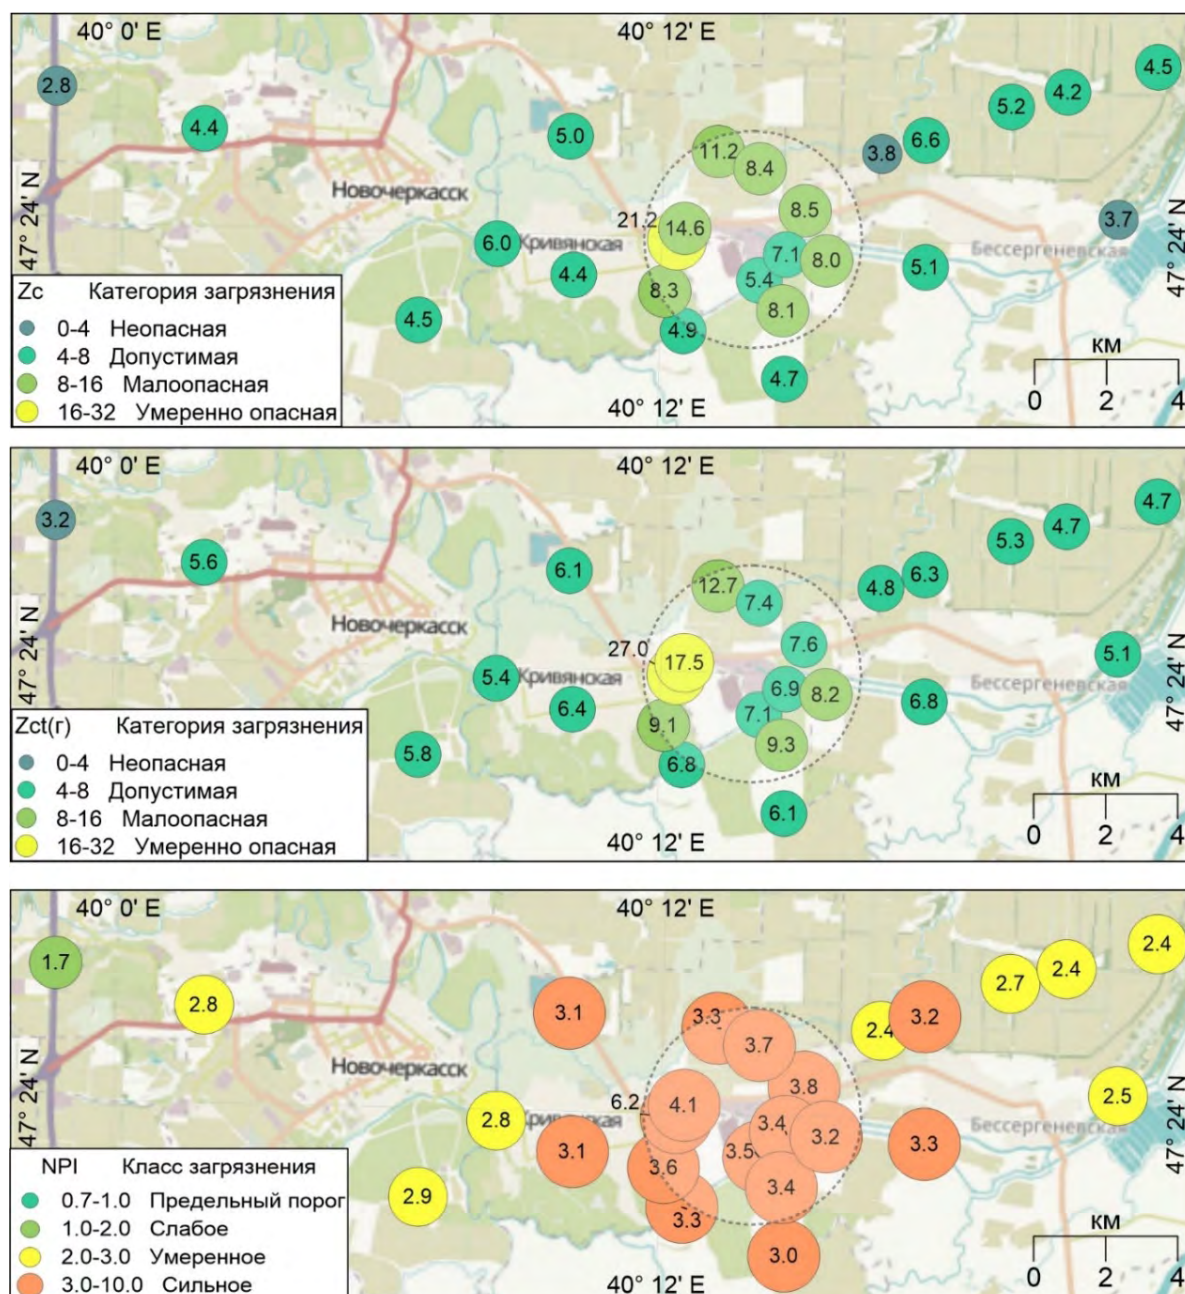 40° 0' E
40° 12' E
4.5
2.8
5.2
4.2
4.4
5.0
6.6
11.2
3.8
8.4
Новочеркасск
47° 24' N
8.5
3.7
47° 24' N
21.2
14.6
6.0
Кривянская
7.1
8.0
Бессергеневская
5.1
4.4
5.4
8.3
8.1
4.5
4.9
4.7
Zc Категория загрязнения
0-4 Неопасная
4-8 Допустимая
8-16 Малоопасная
16-32 Умеренно опасная
км
0 2 4
40° 12' E
40° 0' E
40° 12' E
4.7
3.2
4.7
5.3
5.6
6.1
6.3
4.8
12.7
7.4
Новочеркасск
47° 24' N
7.6
5.1
47° 24' N
27.0
17.5
5.4
Кривянская
6.9
8.2
Бессергеневская
6.8
6.4
7.1
9.1
9.3
5.8
6.8
6.1
Zct(г) Категория загрязнения
0-4 Неопасная
4-8 Допустимая
8-16 Малоопасная
16-32 Умеренно опасная
км
0 2 4
40° 12' E
40° 0' E
40° 12' E
2.4
1.7
2.4
2.7
2.8
3.1
3.3
3.2
2.4
3.7
Новочеркасск
47° 24' N
3.8
2.5
47° 24' N
6.2
4.1
2.8
Кривянская
3.4
3.2
Бессергеневская
3.3
3.1
3.5
3.6
3.4
2.9
3.3
3.0
NPI Класс загрязнения
0.7-1.0 Предельный порог
1.0-2.0 Слабое
2.0-3.0 Умеренное
3.0-10.0 Сильное
км
0 2 4
40° 12' E